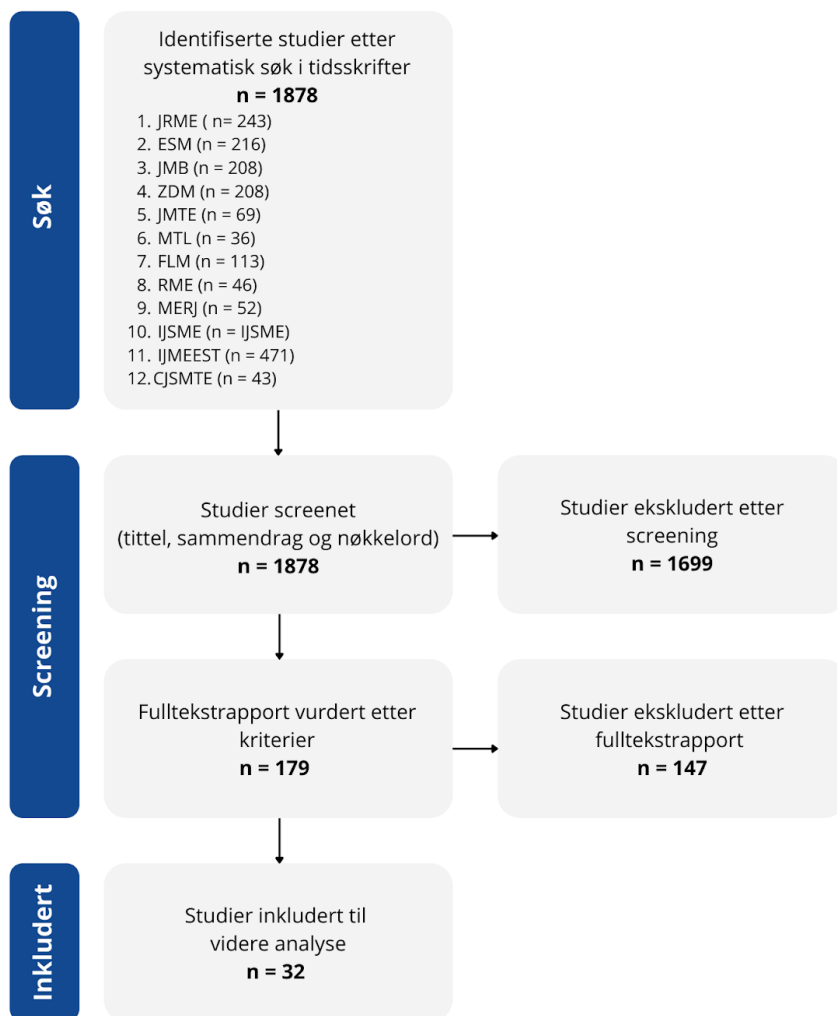 Søk
Identifiserte studier etter
systematisk søk i tidsskrifter
n = 1878
1. JRME ( n= 243)
2. ESM (n = 216)
3. JMB (n = 208)
4. ZDM (n = 208)
5. JMTE (n = 69)
6. MTL (n = 36)
7. FLM (n = 113)
8. RME (n = 46)
9. MERJ (n = 52)
10. IJSME (n = IJSME)
11. IJMEEST (n = 471)
12. CJSMTE (n = 43)
Screening
Studier screenet
(tittel, sammendrag og nøkkelord)
n = 1878
Studier ekskludert etter
screening
n = 1699
Fulltekstrapport vurdert etter
kriterier
n = 179
Studier ekskludert etter
fulltekstrapport
n = 147
Inkludert
Studier inkludert til
videre analyse
n = 32